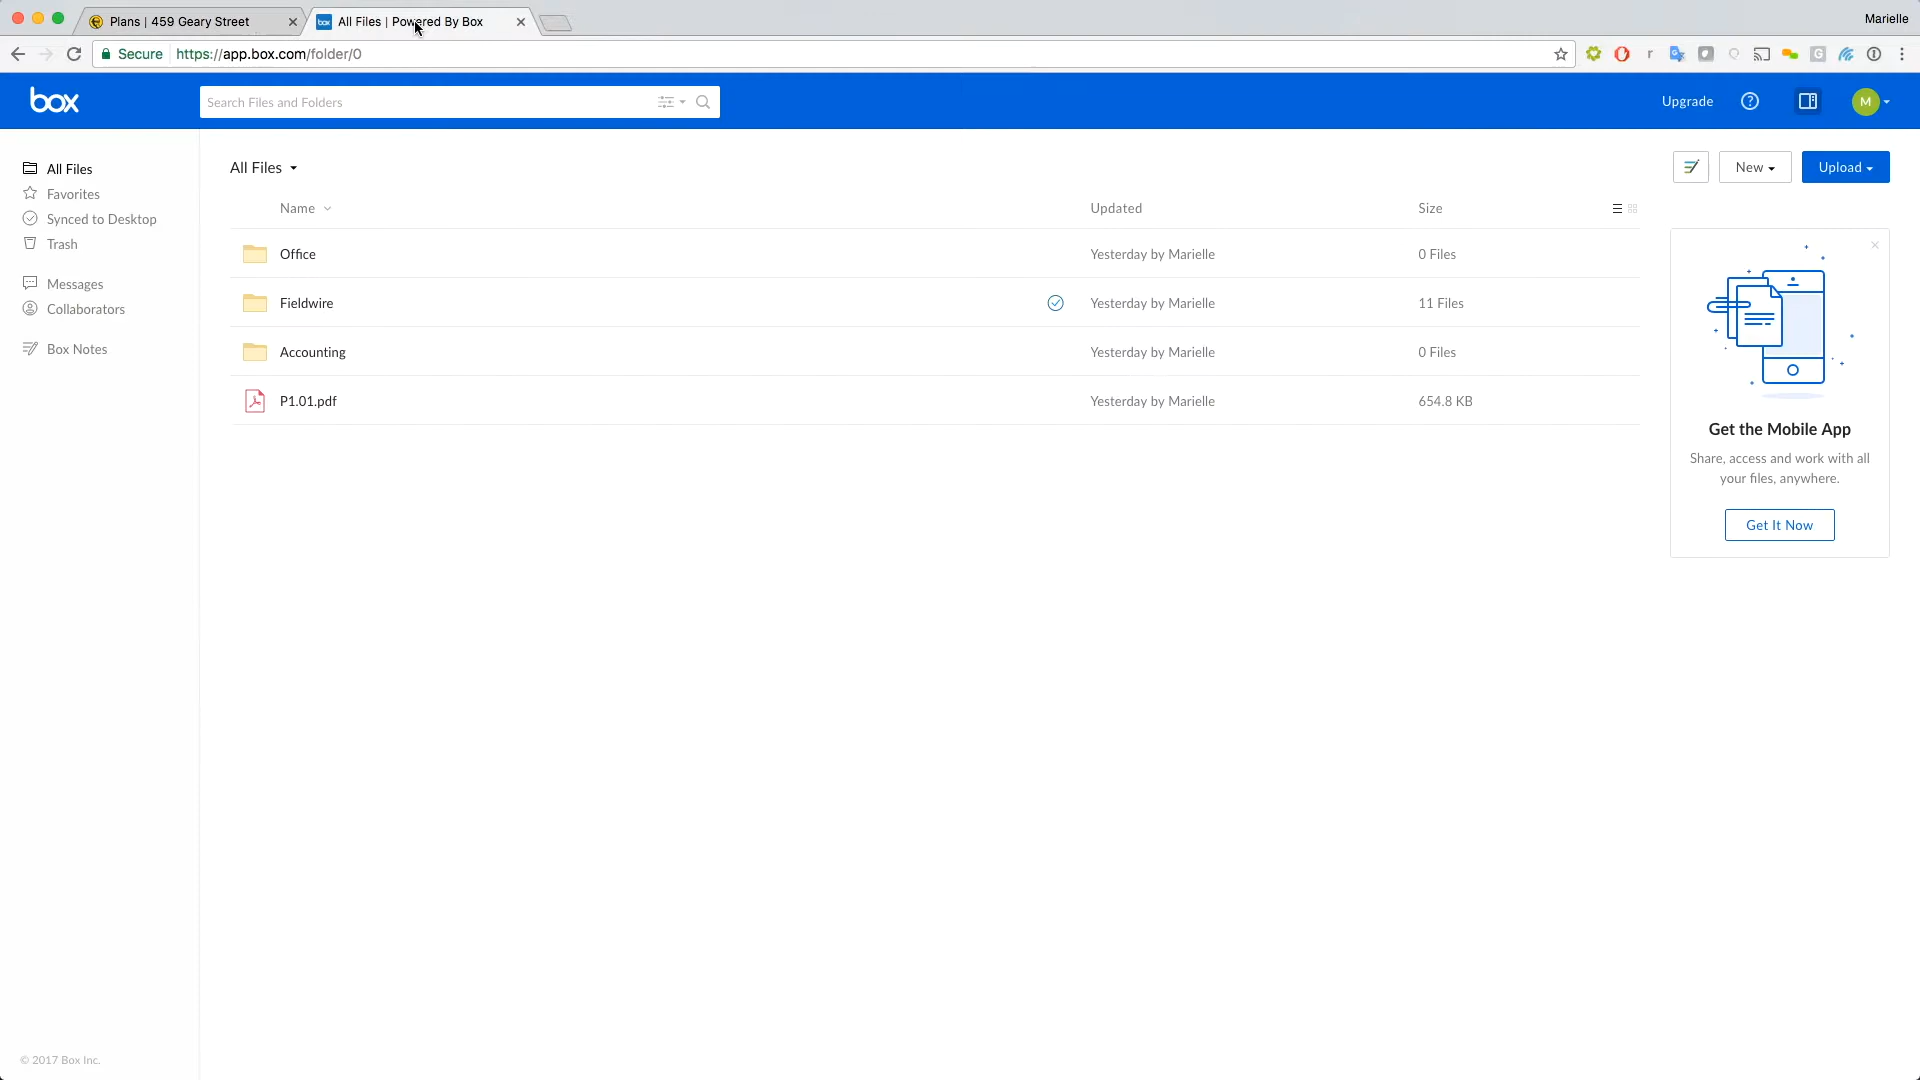 Plans | 459 Geary Street
All Files | Powered By Box
Marielle
Secure
https://app.box.com/folder/0
box
Search Files and Folders
Upgrade
?
M
All Files
Favorites
Synced to Desktop
Trash
Messages
Collaborators
Box Notes
All Files
New
Upload
Name
Updated
Size
Office
Yesterday by Marielle
0 Files
Fieldwire
Yesterday by Marielle
11 Files
Accounting
Yesterday by Marielle
0 Files
P1.01.pdf
Yesterday by Marielle
654.8 KB
Get the Mobile App
Share, access and work with all
your files, anywhere.
Get It Now
© 2017 Box Inc.